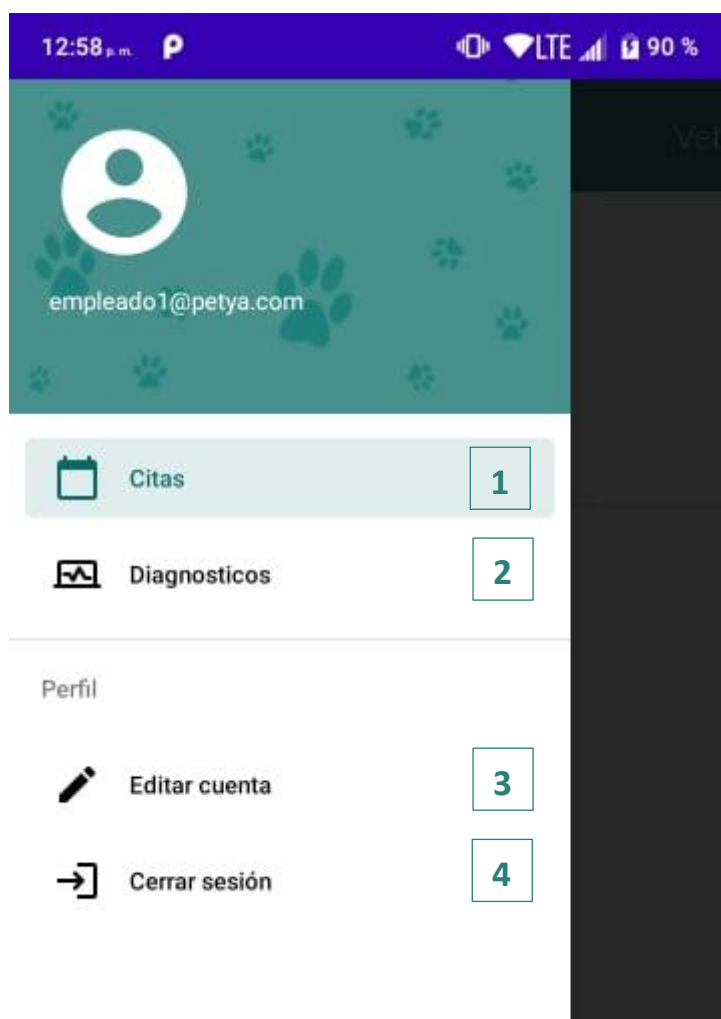 12:58 p. m.
LTE 90 %
empleado1@petya.com
Citas 1
Diagnosticos 2
Perfil
Editar cuenta 3
Cerrar sesión 4